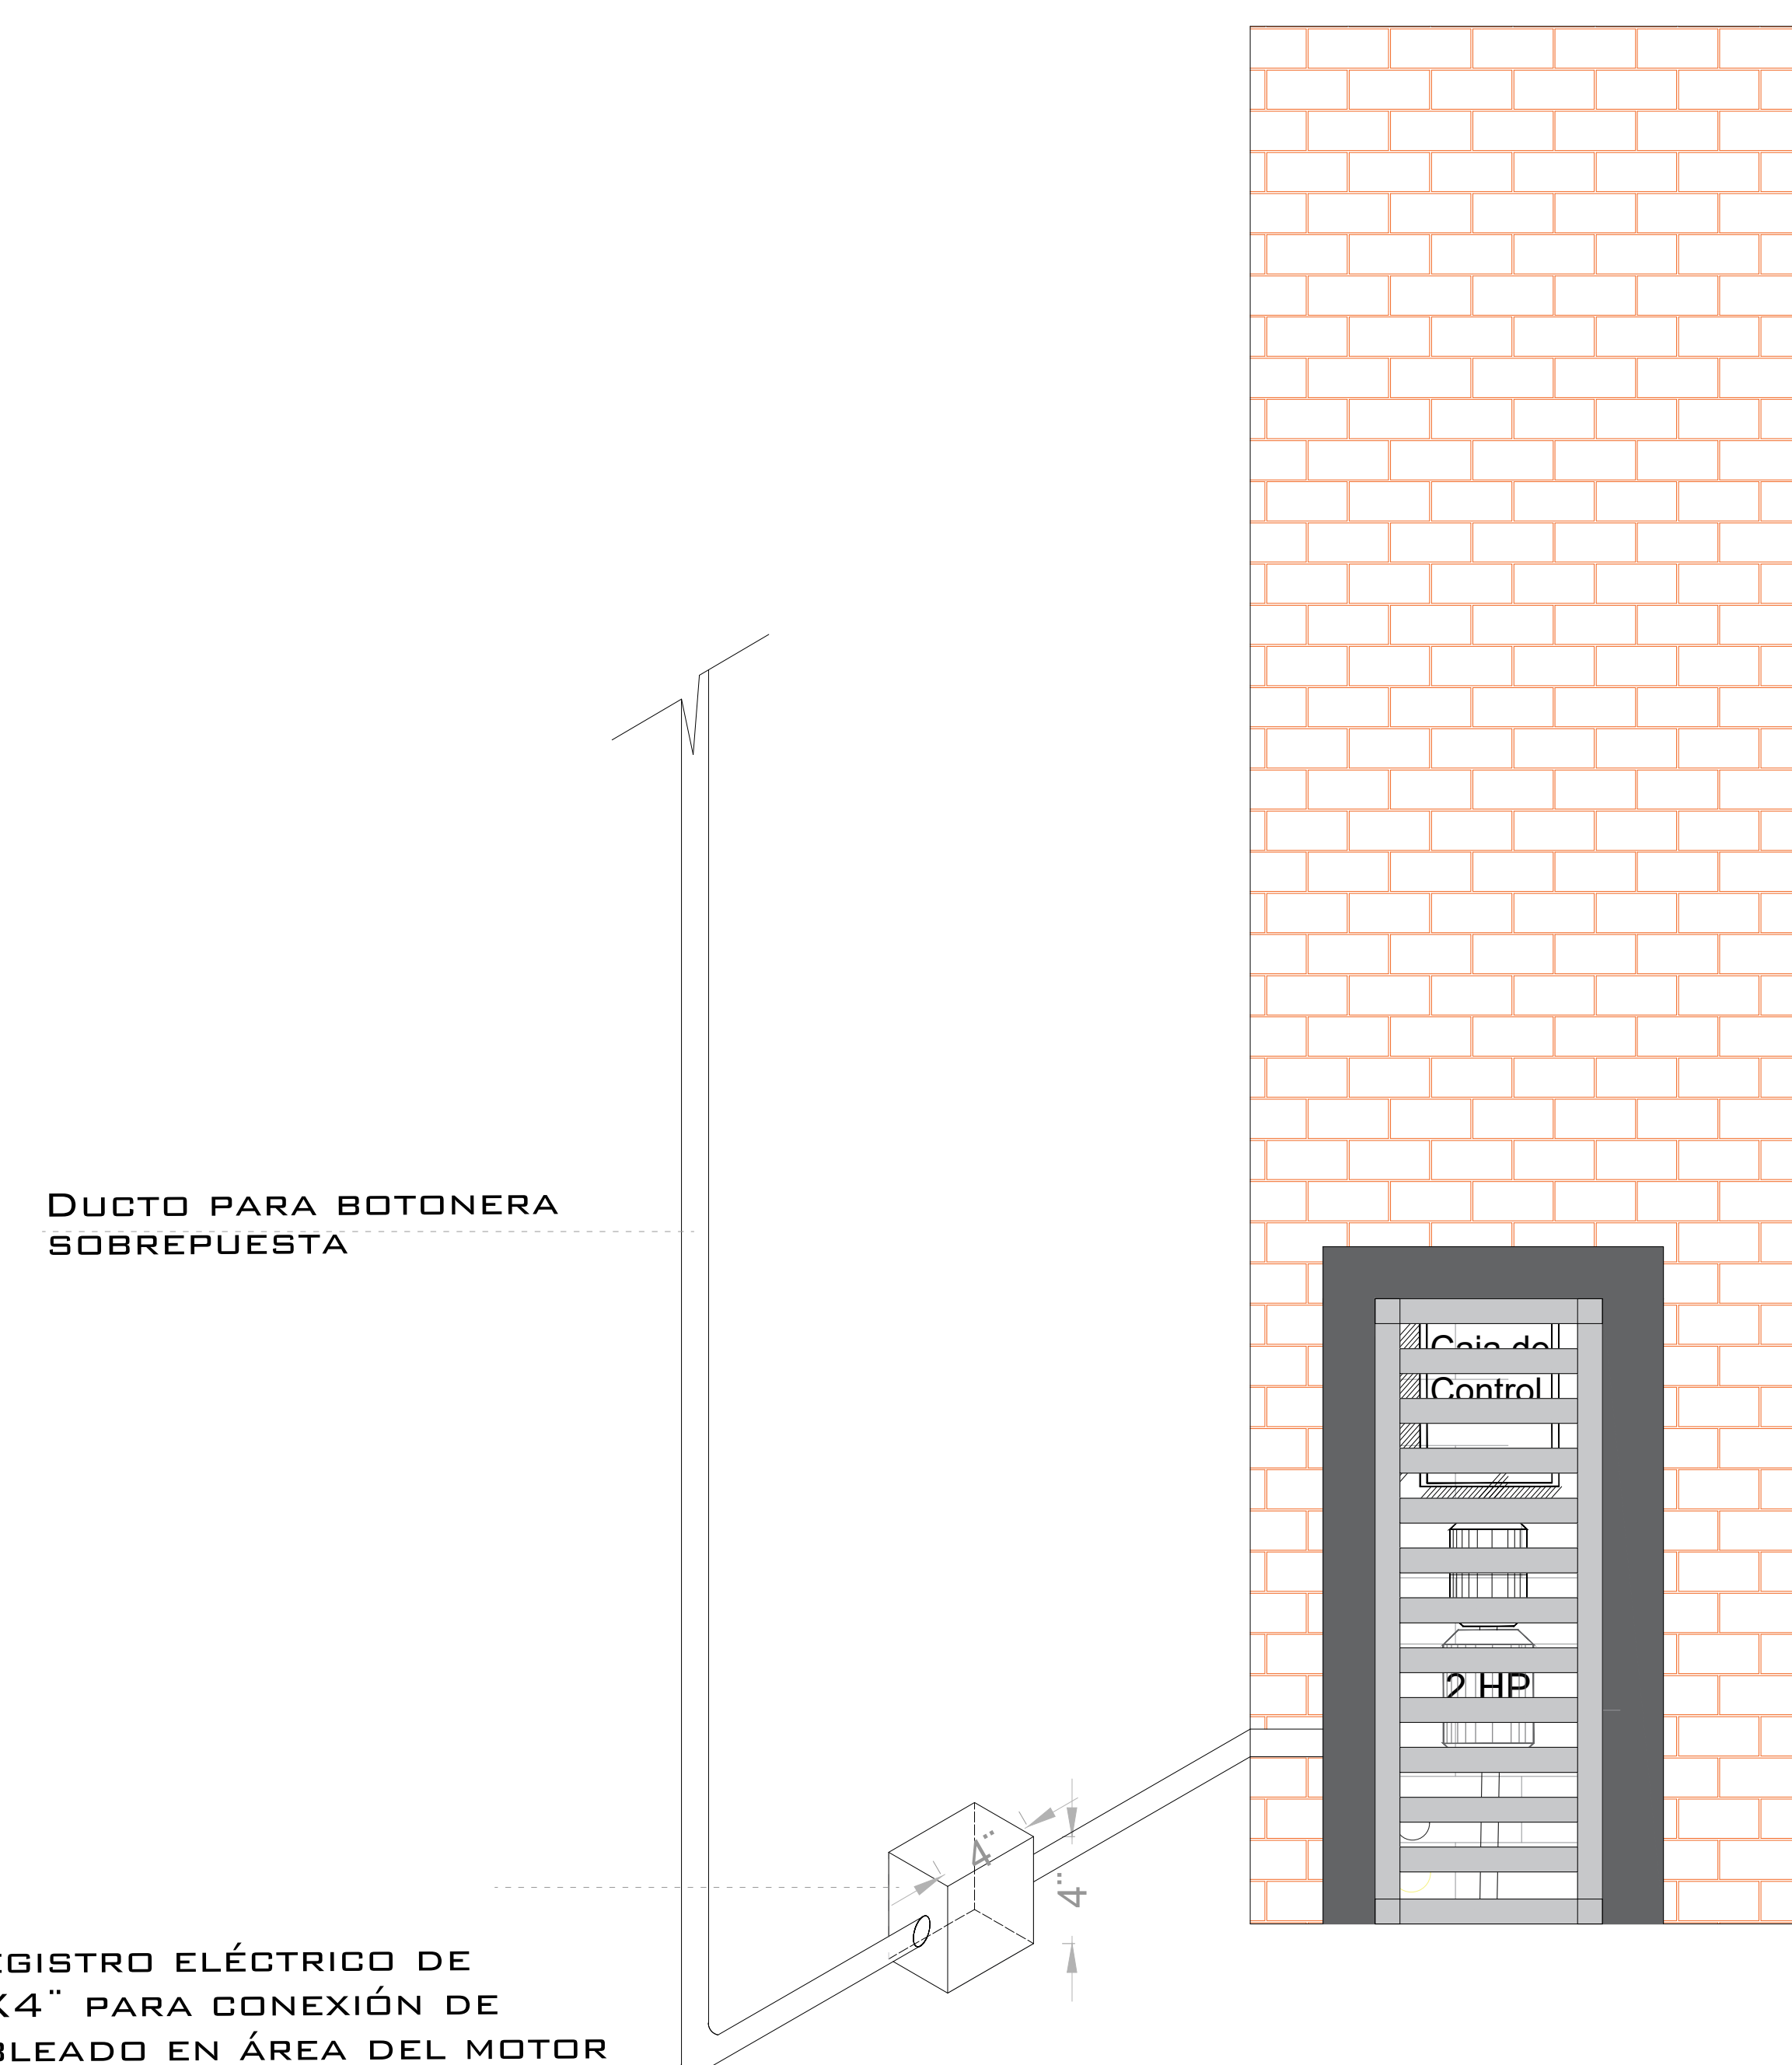 Ducto para botonera
sobrepuesta
Caja de
Control
2 HP
4¨
4¨
eléctrico de
para conexión de
en área del motor